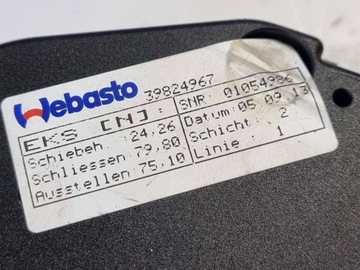 Webasto 39824967
EKS [N]: SNR: 01054986
Schiebeh.: 24,26 Datum: 05.09.13
Schliessen: 79,80 Schicht: 2
Ausstellen: 75,10 Linie: 1